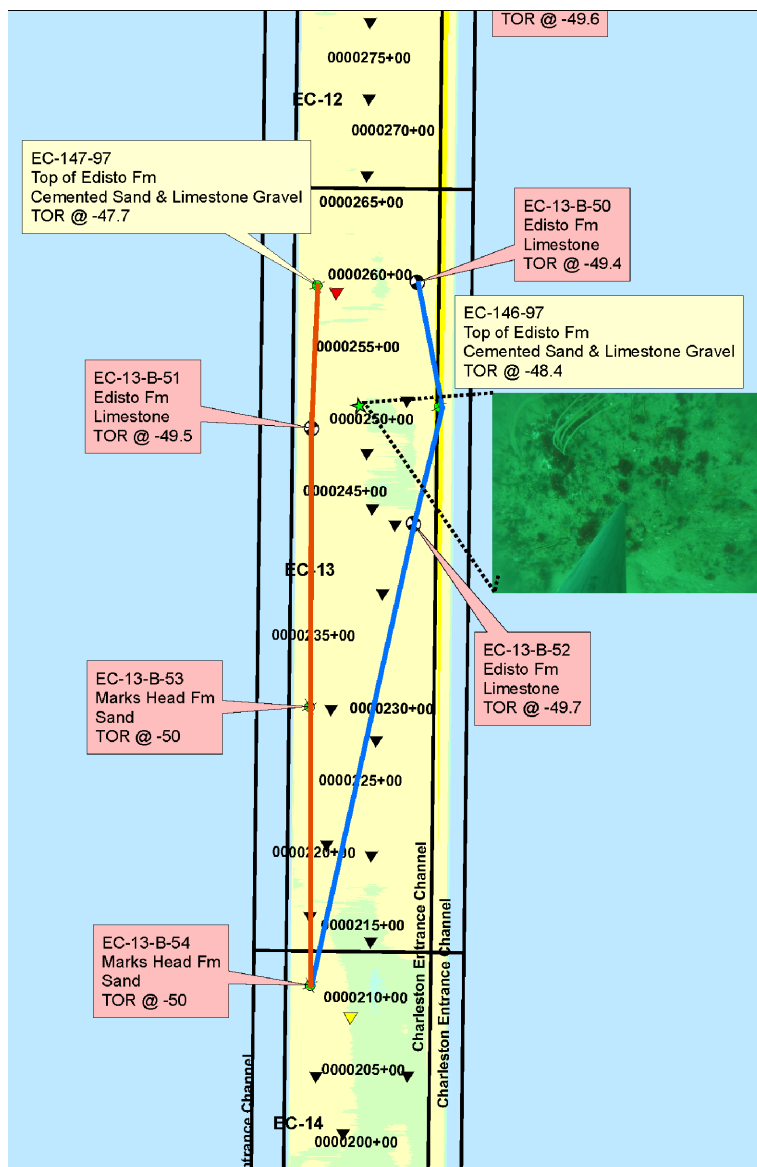 TOR @ -49.6
0000275+00
EC-12
0000270+00
EC-147-97
Top of Edisto Fm
Cemented Sand & Limestone Gravel
TOR @ -47.7
0000265+00
EC-13-B-50
Edisto Fm
Limestone
TOR @ -49.4
0000260+00
EC-146-97
Top of Edisto Fm
Cemented Sand & Limestone Gravel
TOR @ -48.4
0000255+00
EC-13-B-51
Edisto Fm
Limestone
TOR @ -49.5
0000250+00
0000245+00
EC-13
0000235+00
EC-13-B-52
Edisto Fm
Limestone
TOR @ -49.7
EC-13-B-53
Marks Head Fm
Sand
TOR @ -50
0000230+00
0000225+00
0000220+00
0000215+00
Charleston Entrance Channel
Charleston Entrance Channel
EC-13-B-54
Marks Head Fm
Sand
TOR @ -50
0000210+00
0000205+00
ntrance Channel
EC-14
0000200+00